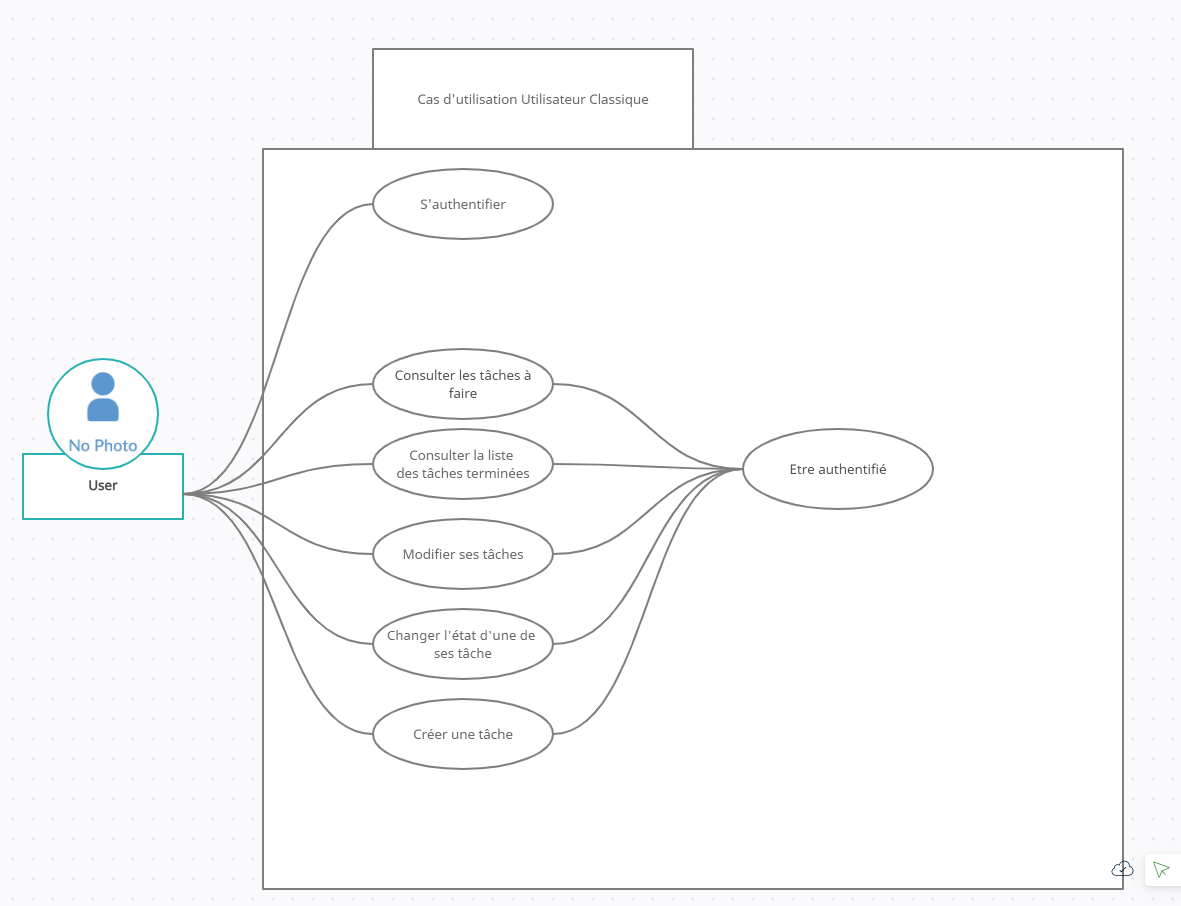 Cas d'utilisation Utilisateur Classique
S'authentifier
Consulter les tâches à
faire
Consulter la liste
des tâches terminées
No Photo
User
Etre authentifié
Modifier ses tâches
Changer l'état d'une de
ses tâche
Créer une tâche